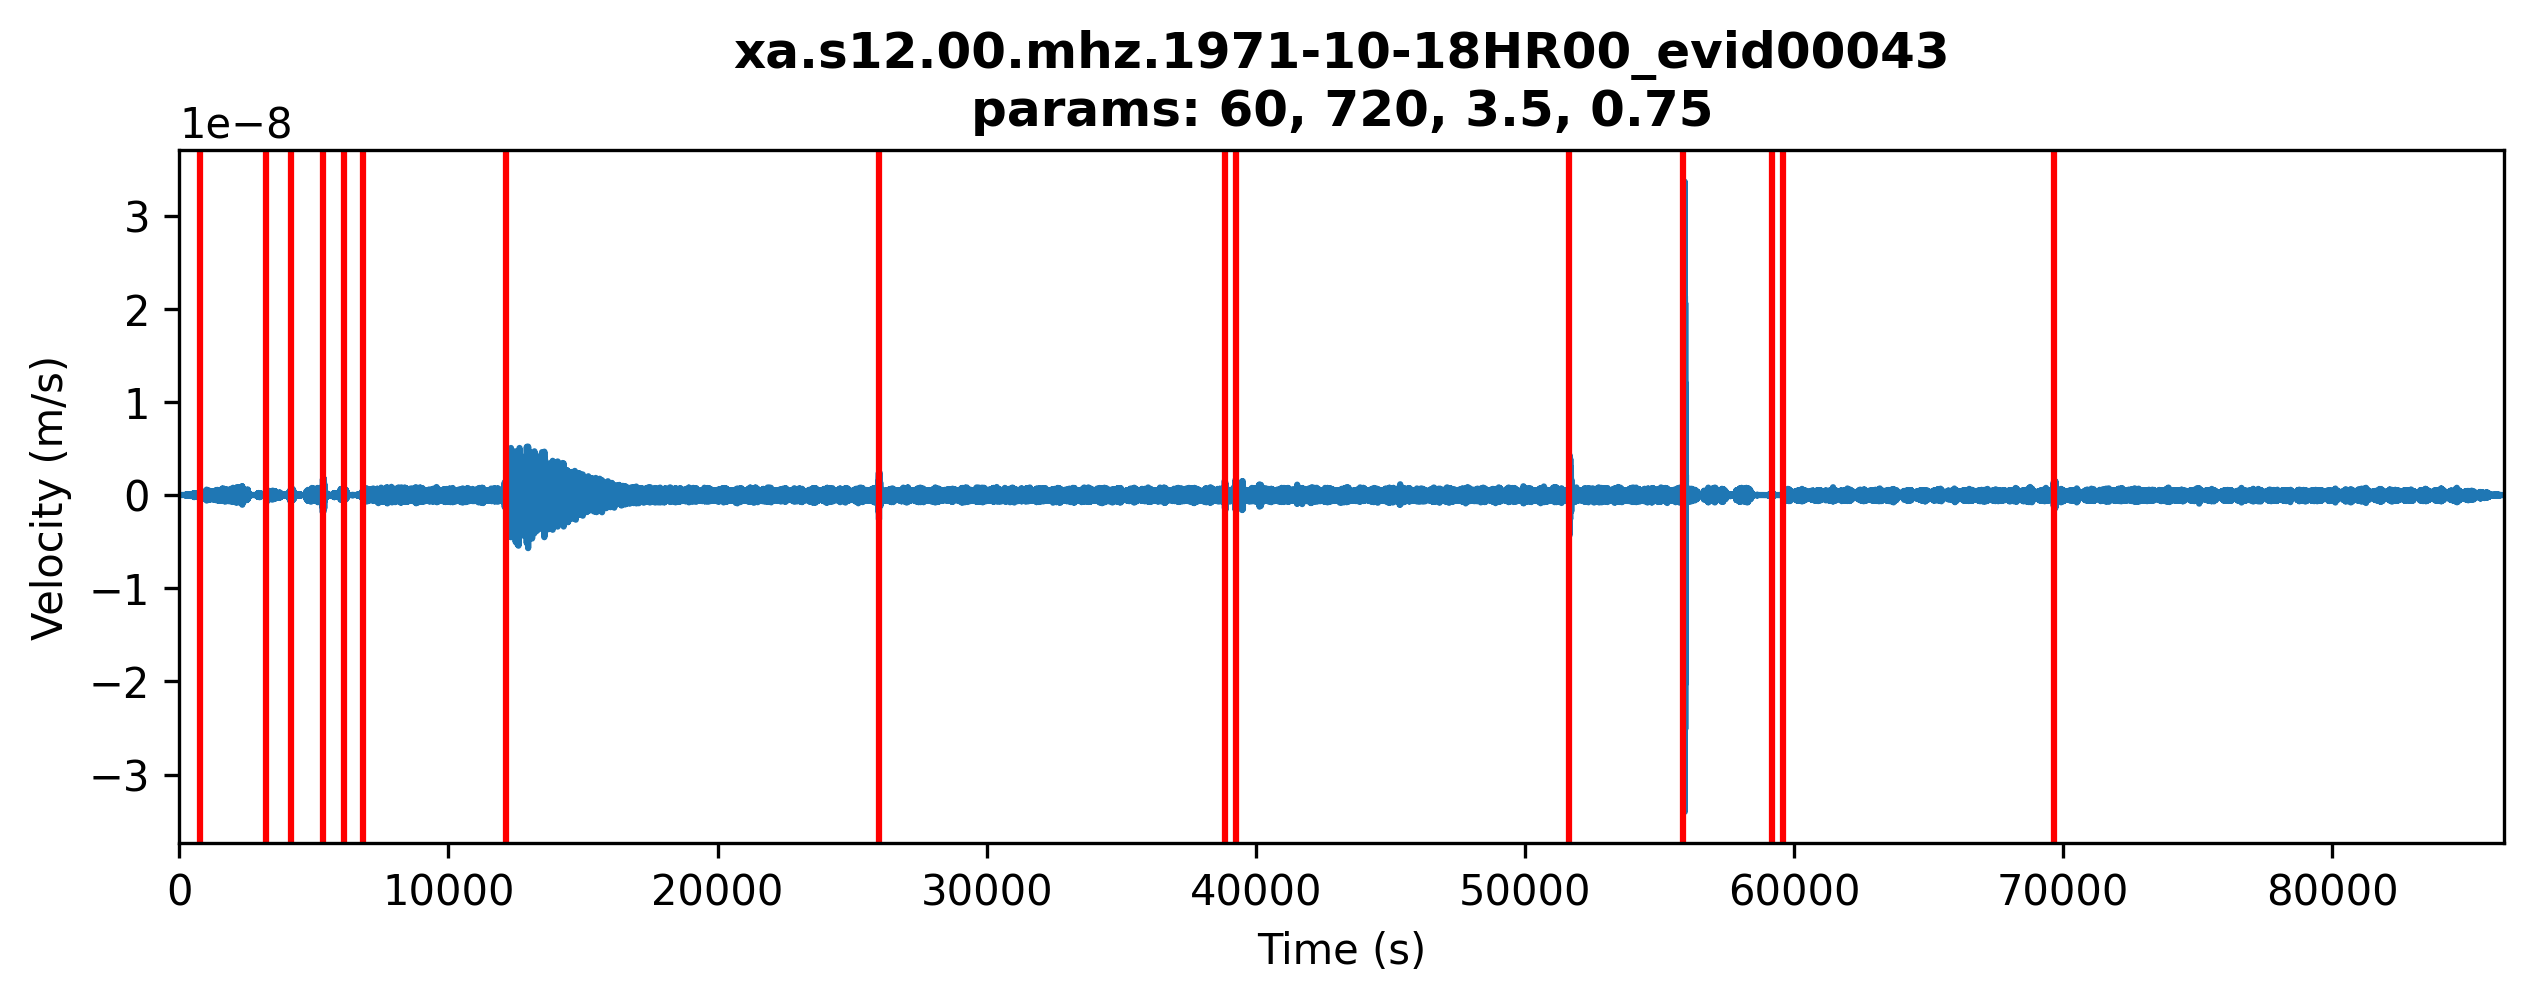 xa.s12.00.mhz.1971-10-18HR00_evid00043
params: 60, 720, 3.5, 0.75
1e−8
3
2
1
0
−1
−2
−3
Velocity (m/s)
0 10000 20000 30000 40000 50000 60000 70000 80000
Time (s)